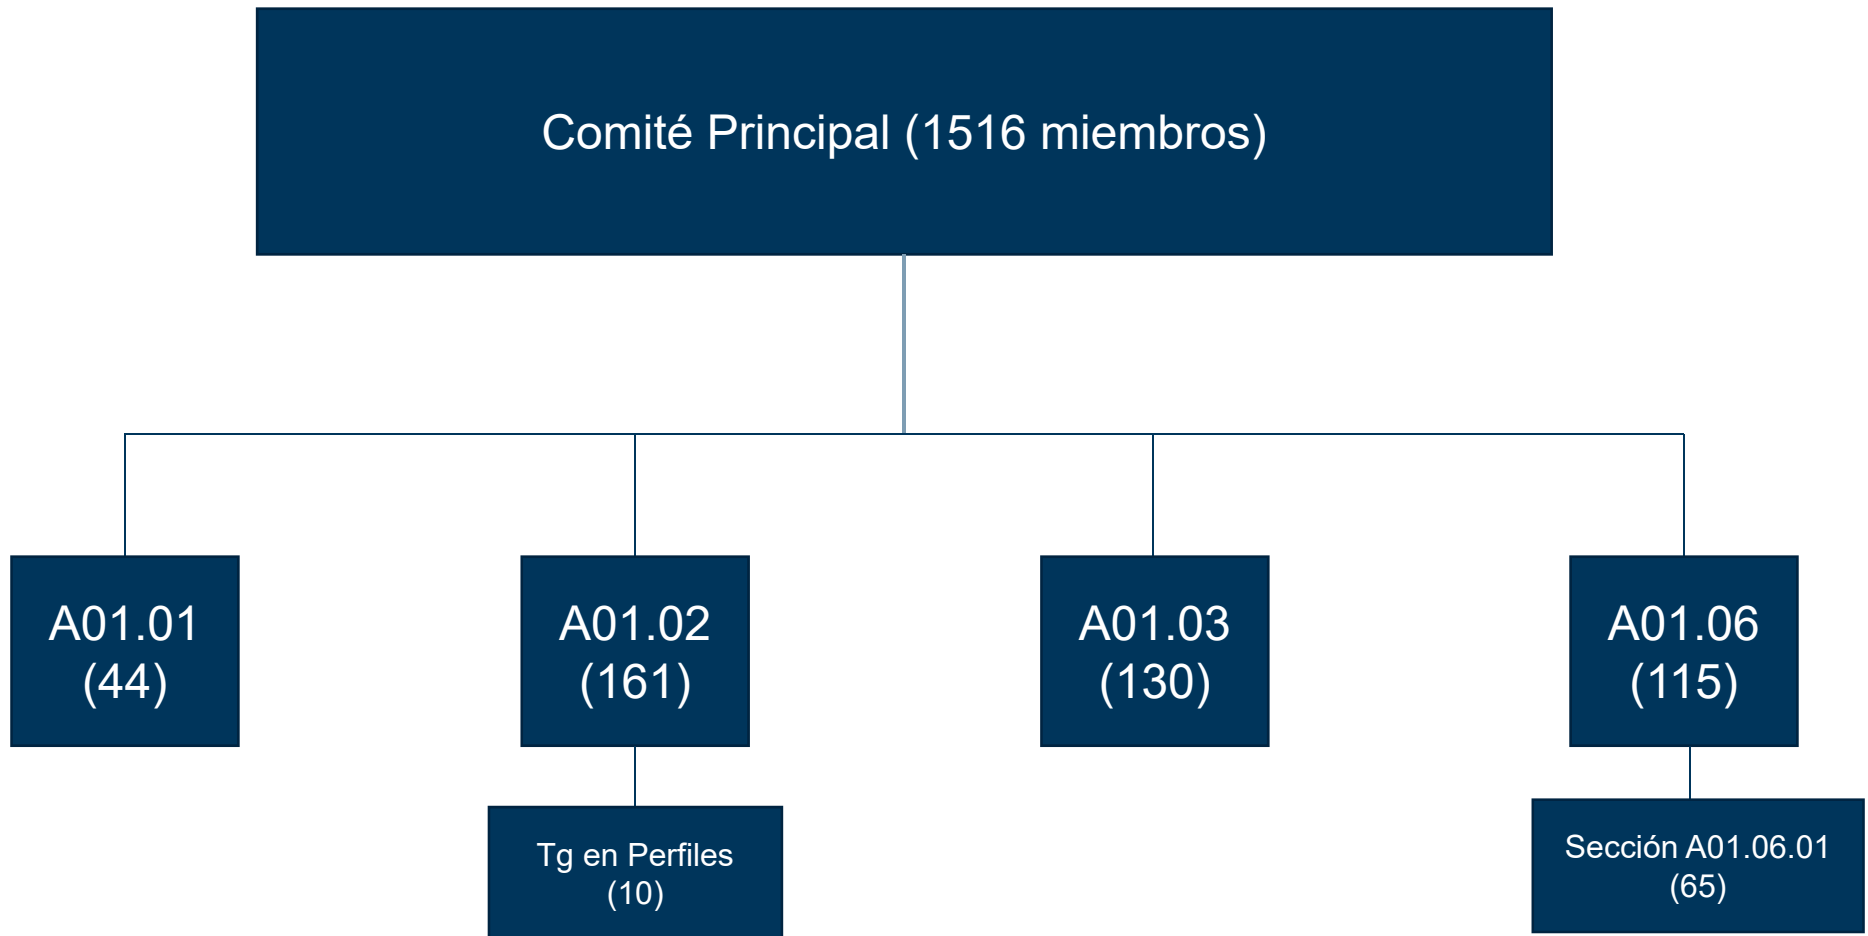 Comité Principal (1516 miembros)
A01.01
(44)
A01.02
(161)
A01.03
(130)
A01.06
(115)
Tg en Perfiles
(10)
Sección A01.06.01
(65)